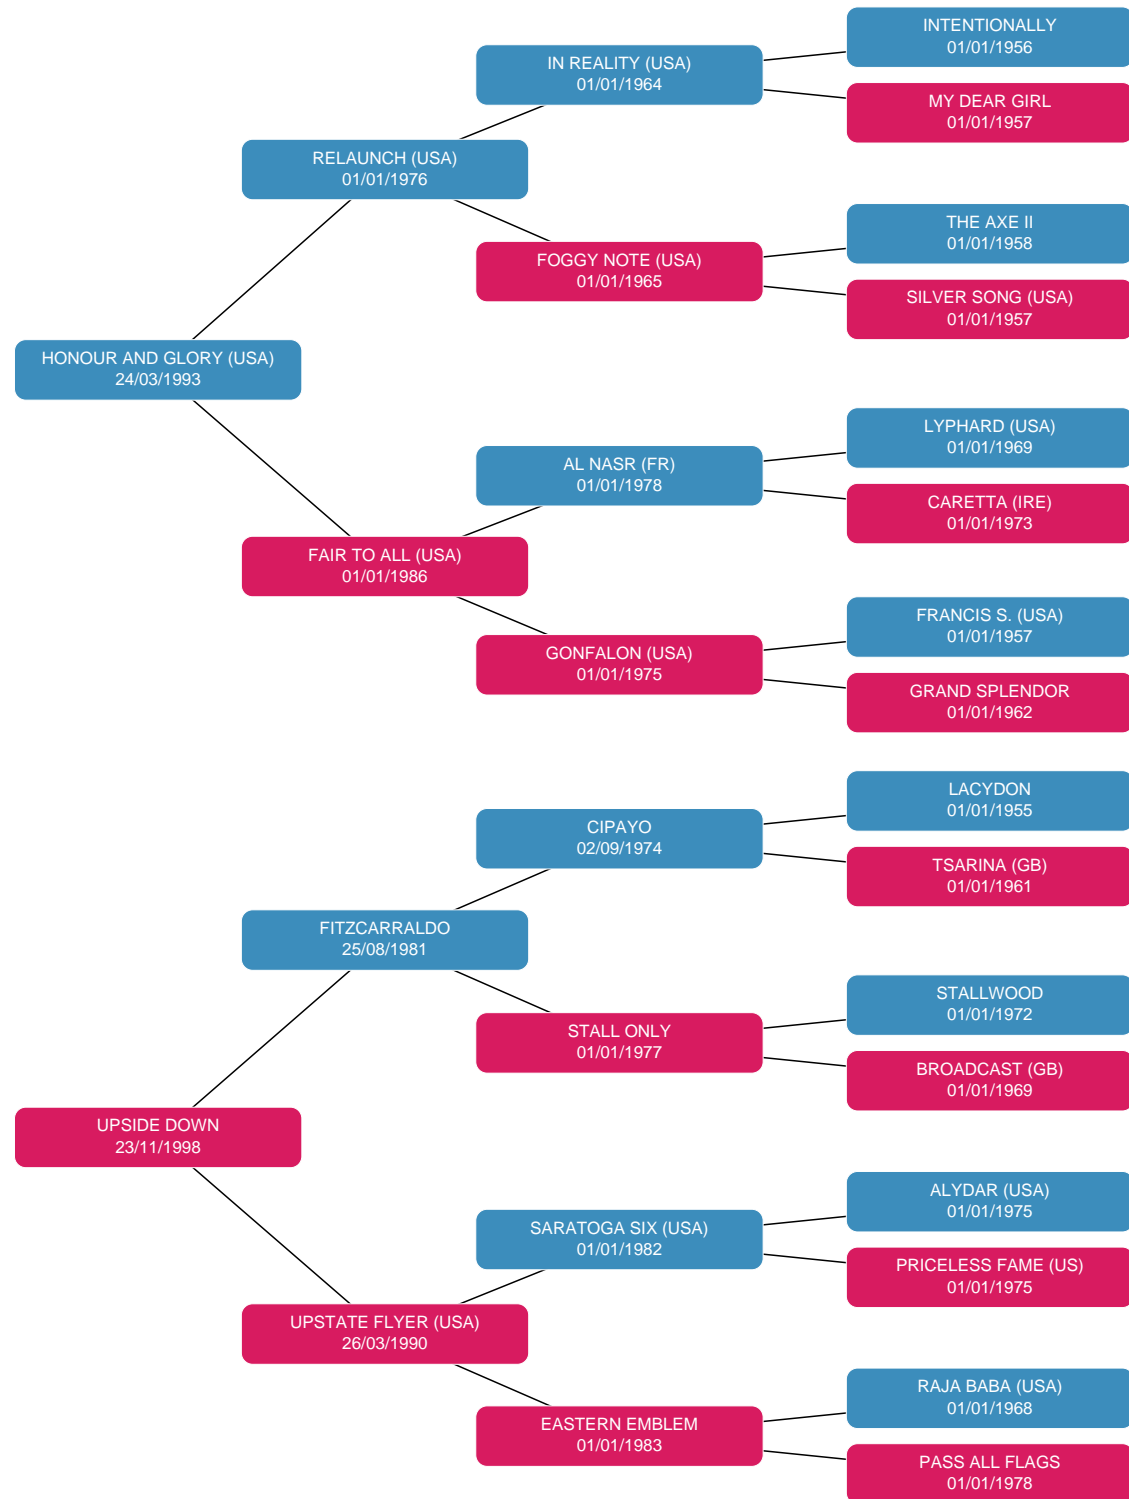 INTENTIONALLY
01/01/1956
IN REALITY (USA)
01/01/1964
MY DEAR GIRL
01/01/1957
RELAUNCH (USA)
01/01/1976
THE AXE II
01/01/1958
FOGGY NOTE (USA)
01/01/1965
SILVER SONG (USA)
01/01/1957
HONOUR AND GLORY (USA)
24/03/1993
LYPHARD (USA)
01/01/1969
AL NASR (FR)
01/01/1978
CARETTA (IRE)
01/01/1973
FAIR TO ALL (USA)
01/01/1986
FRANCIS S. (USA)
01/01/1957
GONFALON (USA)
01/01/1975
GRAND SPLENDOR
01/01/1962
LACYDON
01/01/1955
CIPAYO
02/09/1974
TSARINA (GB)
01/01/1961
FITZCARRALDO
25/08/1981
STALLWOOD
01/01/1972
STALL ONLY
01/01/1977
BROADCAST (GB)
01/01/1969
UPSIDE DOWN
23/11/1998
ALYDAR (USA)
01/01/1975
SARATOGA SIX (USA)
01/01/1982
PRICELESS FAME (US)
01/01/1975
UPSTATE FLYER (USA)
26/03/1990
RAJA BABA (USA)
01/01/1968
EASTERN EMBLEM
01/01/1983
PASS ALL FLAGS
01/01/1978